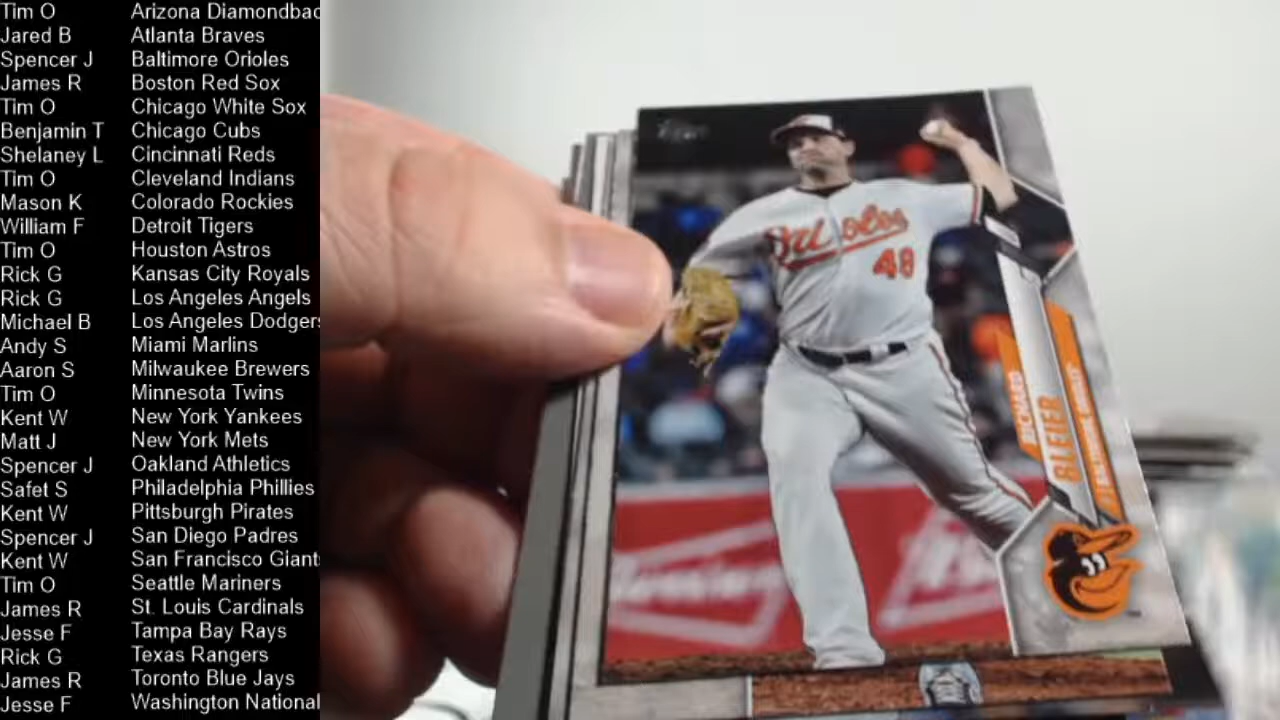 Tim O Arizona Diamondbac
Jared B Atlanta Braves
Spencer J Baltimore Orioles
James R Boston Red Sox
Tim O Chicago White Sox
Benjamin T Chicago Cubs
Shelaney L Cincinnati Reds
Tim O Cleveland Indians
Mason K Colorado Rockies
William F Detroit Tigers
Tim O Houston Astros
Rick G Kansas City Royals
Rick G Los Angeles Angels
Michael B Los Angeles Dodgers
Andy S Miami Marlins
Aaron S Milwaukee Brewers
Tim O Minnesota Twins
Kent W New York Yankees
Matt J New York Mets
Spencer J Oakland Athletics
Safet S Philadelphia Phillies
Kent W Pittsburgh Pirates
Spencer J San Diego Padres
Kent W San Francisco Giants
Tim O Seattle Mariners
James R St. Louis Cardinals
Jesse F Tampa Bay Rays
Rick G Texas Rangers
James R Toronto Blue Jays
Jesse F Washington National
Topps
Orioles
48
RICHARD
BLEIER
BALTIMORE ORIOLES